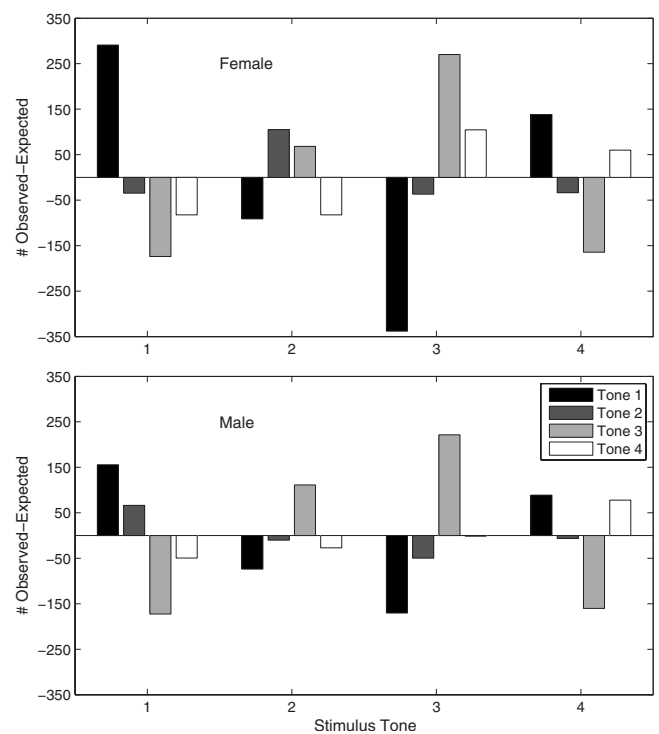 350
250
150
50
−50
−150
−250
−350
# Observed−Expected
Female
1 2 3 4
350
250
150
50
−50
−150
−250
−350
# Observed−Expected
Male
Tone 1
Tone 2
Tone 3
Tone 4
1 2 3 4
Stimulus Tone